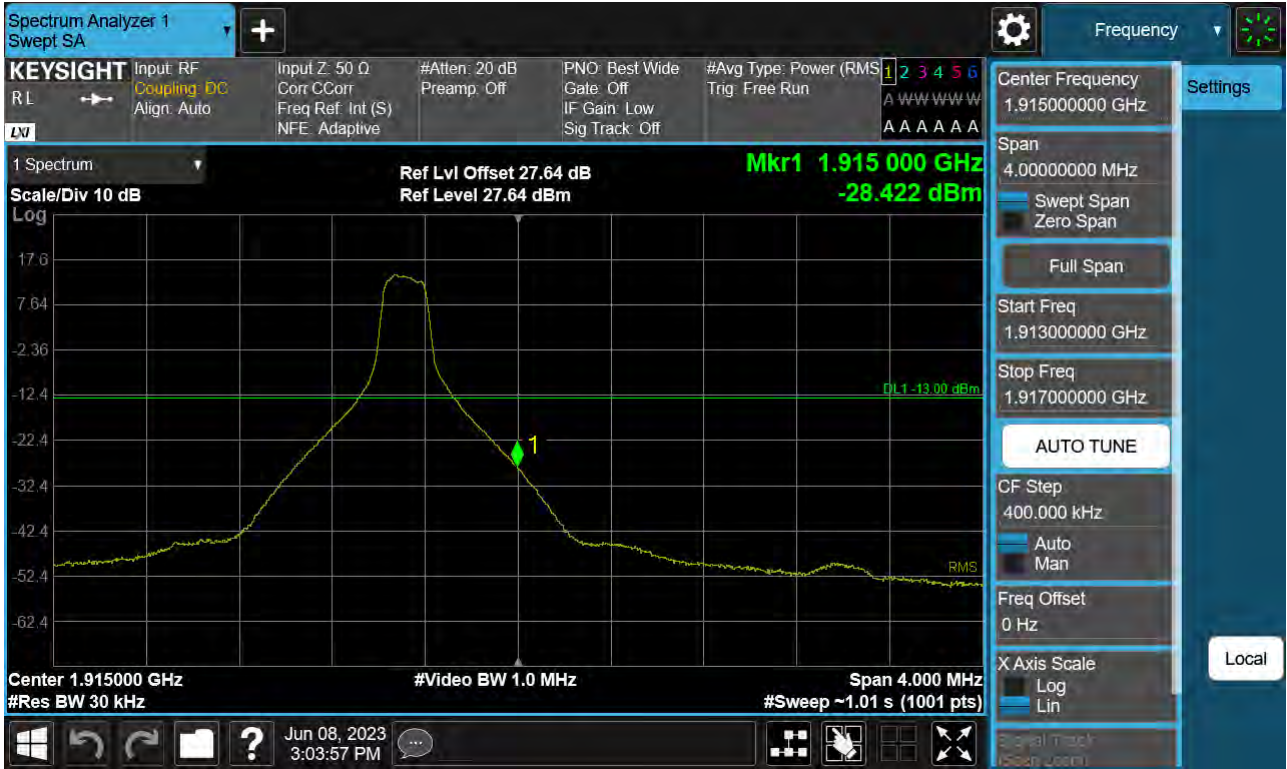 Spectrum Analyzer 1
Swept SA
Frequency
KEYSIGHT
RL
LXI
Input: RF
Coupling: DC
Align: Auto
Input Z: 50 Ω
Corr CCorr
Freq Ref: Int (S)
NFE: Adaptive
#Atten: 20 dB
Preamp: Off
PNO: Best Wide
Gate: Off
IF Gain: Low
Sig Track: Off
#Avg Type: Power (RMS
Trig: Free Run
1 2 3 4 5 6
A W W W W W
A A A A A A
Center Frequency
1.915000000 GHz
Settings
Span
4.00000000 MHz
Swept Span
Zero Span
Full Span
Start Freq
1.913000000 GHz
Stop Freq
1.917000000 GHz
AUTO TUNE
CF Step
400.000 kHz
Auto
Man
Freq Offset
0 Hz
X Axis Scale
Log
Lin
Local
1 Spectrum
Scale/Div 10 dB
Log
Ref Lvl Offset 27.64 dB
Ref Level 27.64 dBm
Mkr1 1.915 000 GHz
-28.422 dBm
17.6
7.64
-2.36
-12.4
-22.4
-32.4
-42.4
-52.4
-62.4
DL1 -13.00 dBm
1
RMS
Center 1.915000 GHz
#Res BW 30 kHz
#Video BW 1.0 MHz
Span 4.000 MHz
#Sweep ~1.01 s (1001 pts)
?
Jun 08, 2023
3:03:57 PM